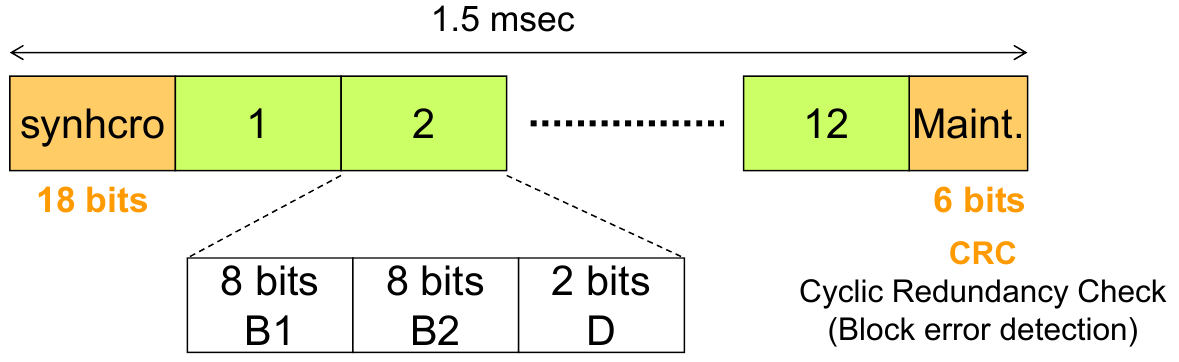 1.5 msec
synhcro
1
2
12
Maint.
18 bits
6 bits
CRC
Cyclic Redundancy Check
(Block error detection)
8 bits
B1
8 bits
B2
2 bits
D